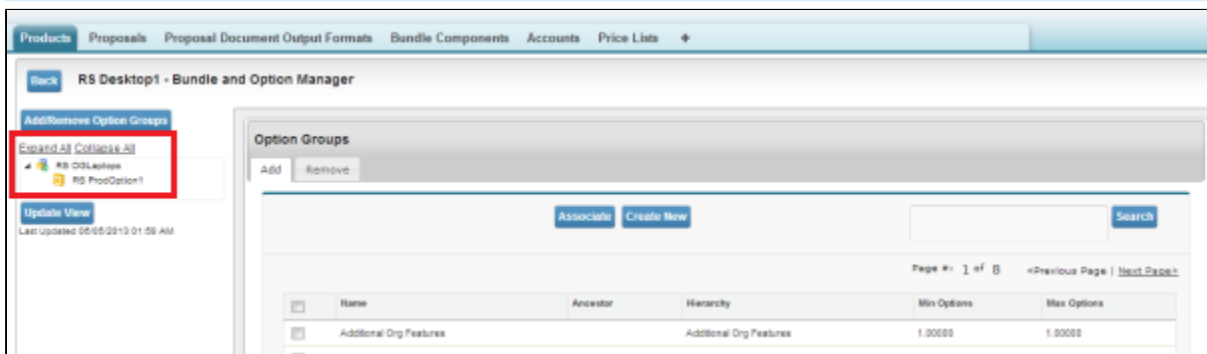 Products Proposals Proposal Document Output Formats Bundle Components Accounts Price Lists +
Back RS Desktop1 - Bundle and Option Manager
Add/Remove Option Groups
Expand All Collapse All
RS OGLaptops
RS ProdOption1
Update View
Last Updated 05/05/2013 01:58 AM
Option Groups
Add Remove
Associate Create New Search
Page #: 1 of 8 <Previous Page | Next Page>
Name Ancestor Hierarchy Min Options Max Options
Additional Org Features Additional Org Features 1.00000 1.00000